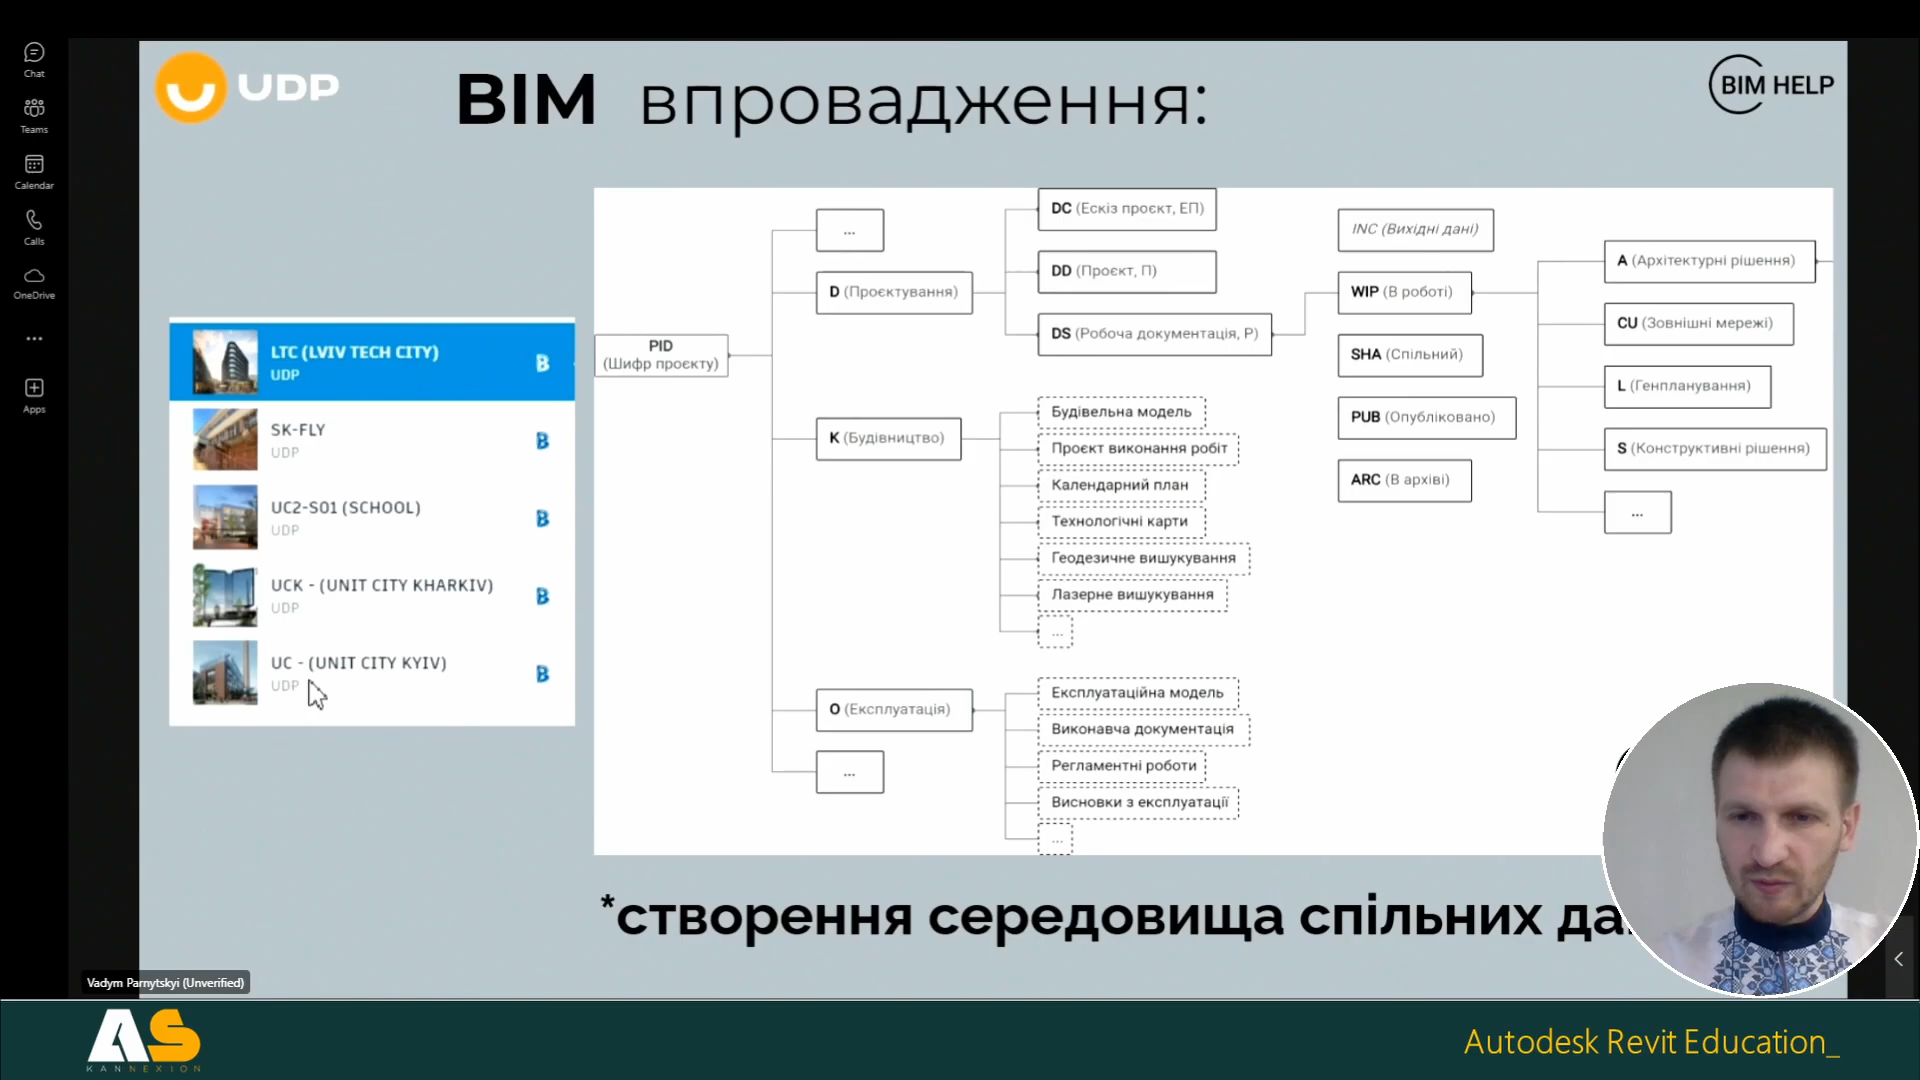 Chat
Teams
Calendar
Calls
OneDrive
Apps
UDP
BIM впровадження:
BIM HELP
LTC (LVIV TECH CITY)
UDP
SK-FLY
UDP
UC2-S01 (SCHOOL)
UDP
UCK - (UNIT CITY KHARKIV)
UDP
UC - (UNIT CITY KYIV)
UDP
PID
(Шифр проєкту)
...
D (Проєктування)
K (Будівництво)
O (Експлуатація)
...
DC (Ескіз проєкт, ЕП)
DD (Проєкт, П)
DS (Робоча документація, Р)
Будівельна модель
Проєкт виконання робіт
Календарний план
Технологічні карти
Геодезичне вишукування
Лазерне вишукування
...
Експлуатаційна модель
Виконавча документація
Регламентні роботи
Висновки з експлуатації
...
INC (Вихідні дані)
WIP (В роботі)
SHA (Спільний)
PUB (Опубліковано)
ARC (В архіві)
A (Архітектурні рішення)
CU (Зовнішні мережі)
L (Генпланування)
S (Конструктивні рішення)
...
*створення середовища спільних да
Vadym Parnytskyi (Unverified)
AS
KANNEXION
Autodesk Revit Education_